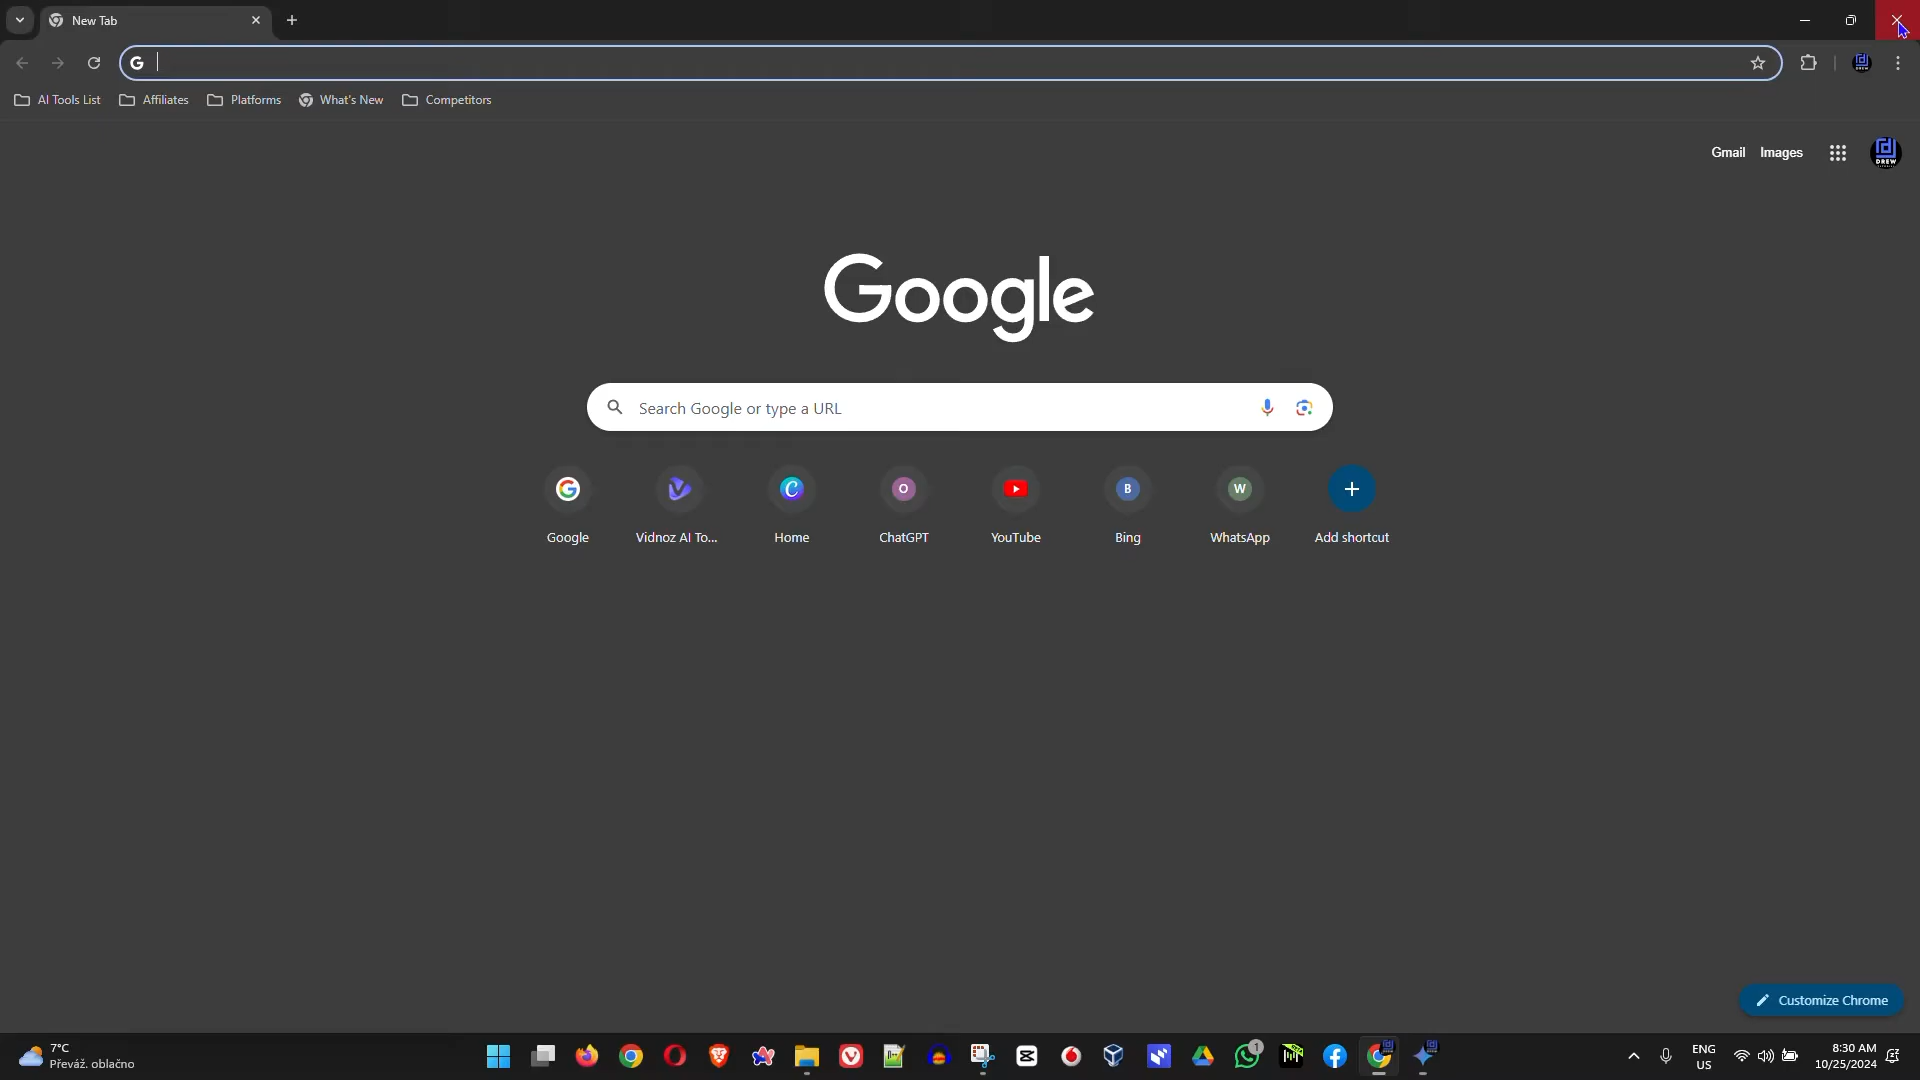 New Tab
AI Tools List
Affiliates
Platforms
What's New
Competitors
Gmail
Images
DREW
Google
Search Google or type a URL
Google
Vidnoz AI To...
Home
ChatGPT
YouTube
Bing
WhatsApp
Add shortcut
O
B
W
Customize Chrome
7°C
Převáž. oblačno
1
ENG
US
8:30 AM
10/25/2024